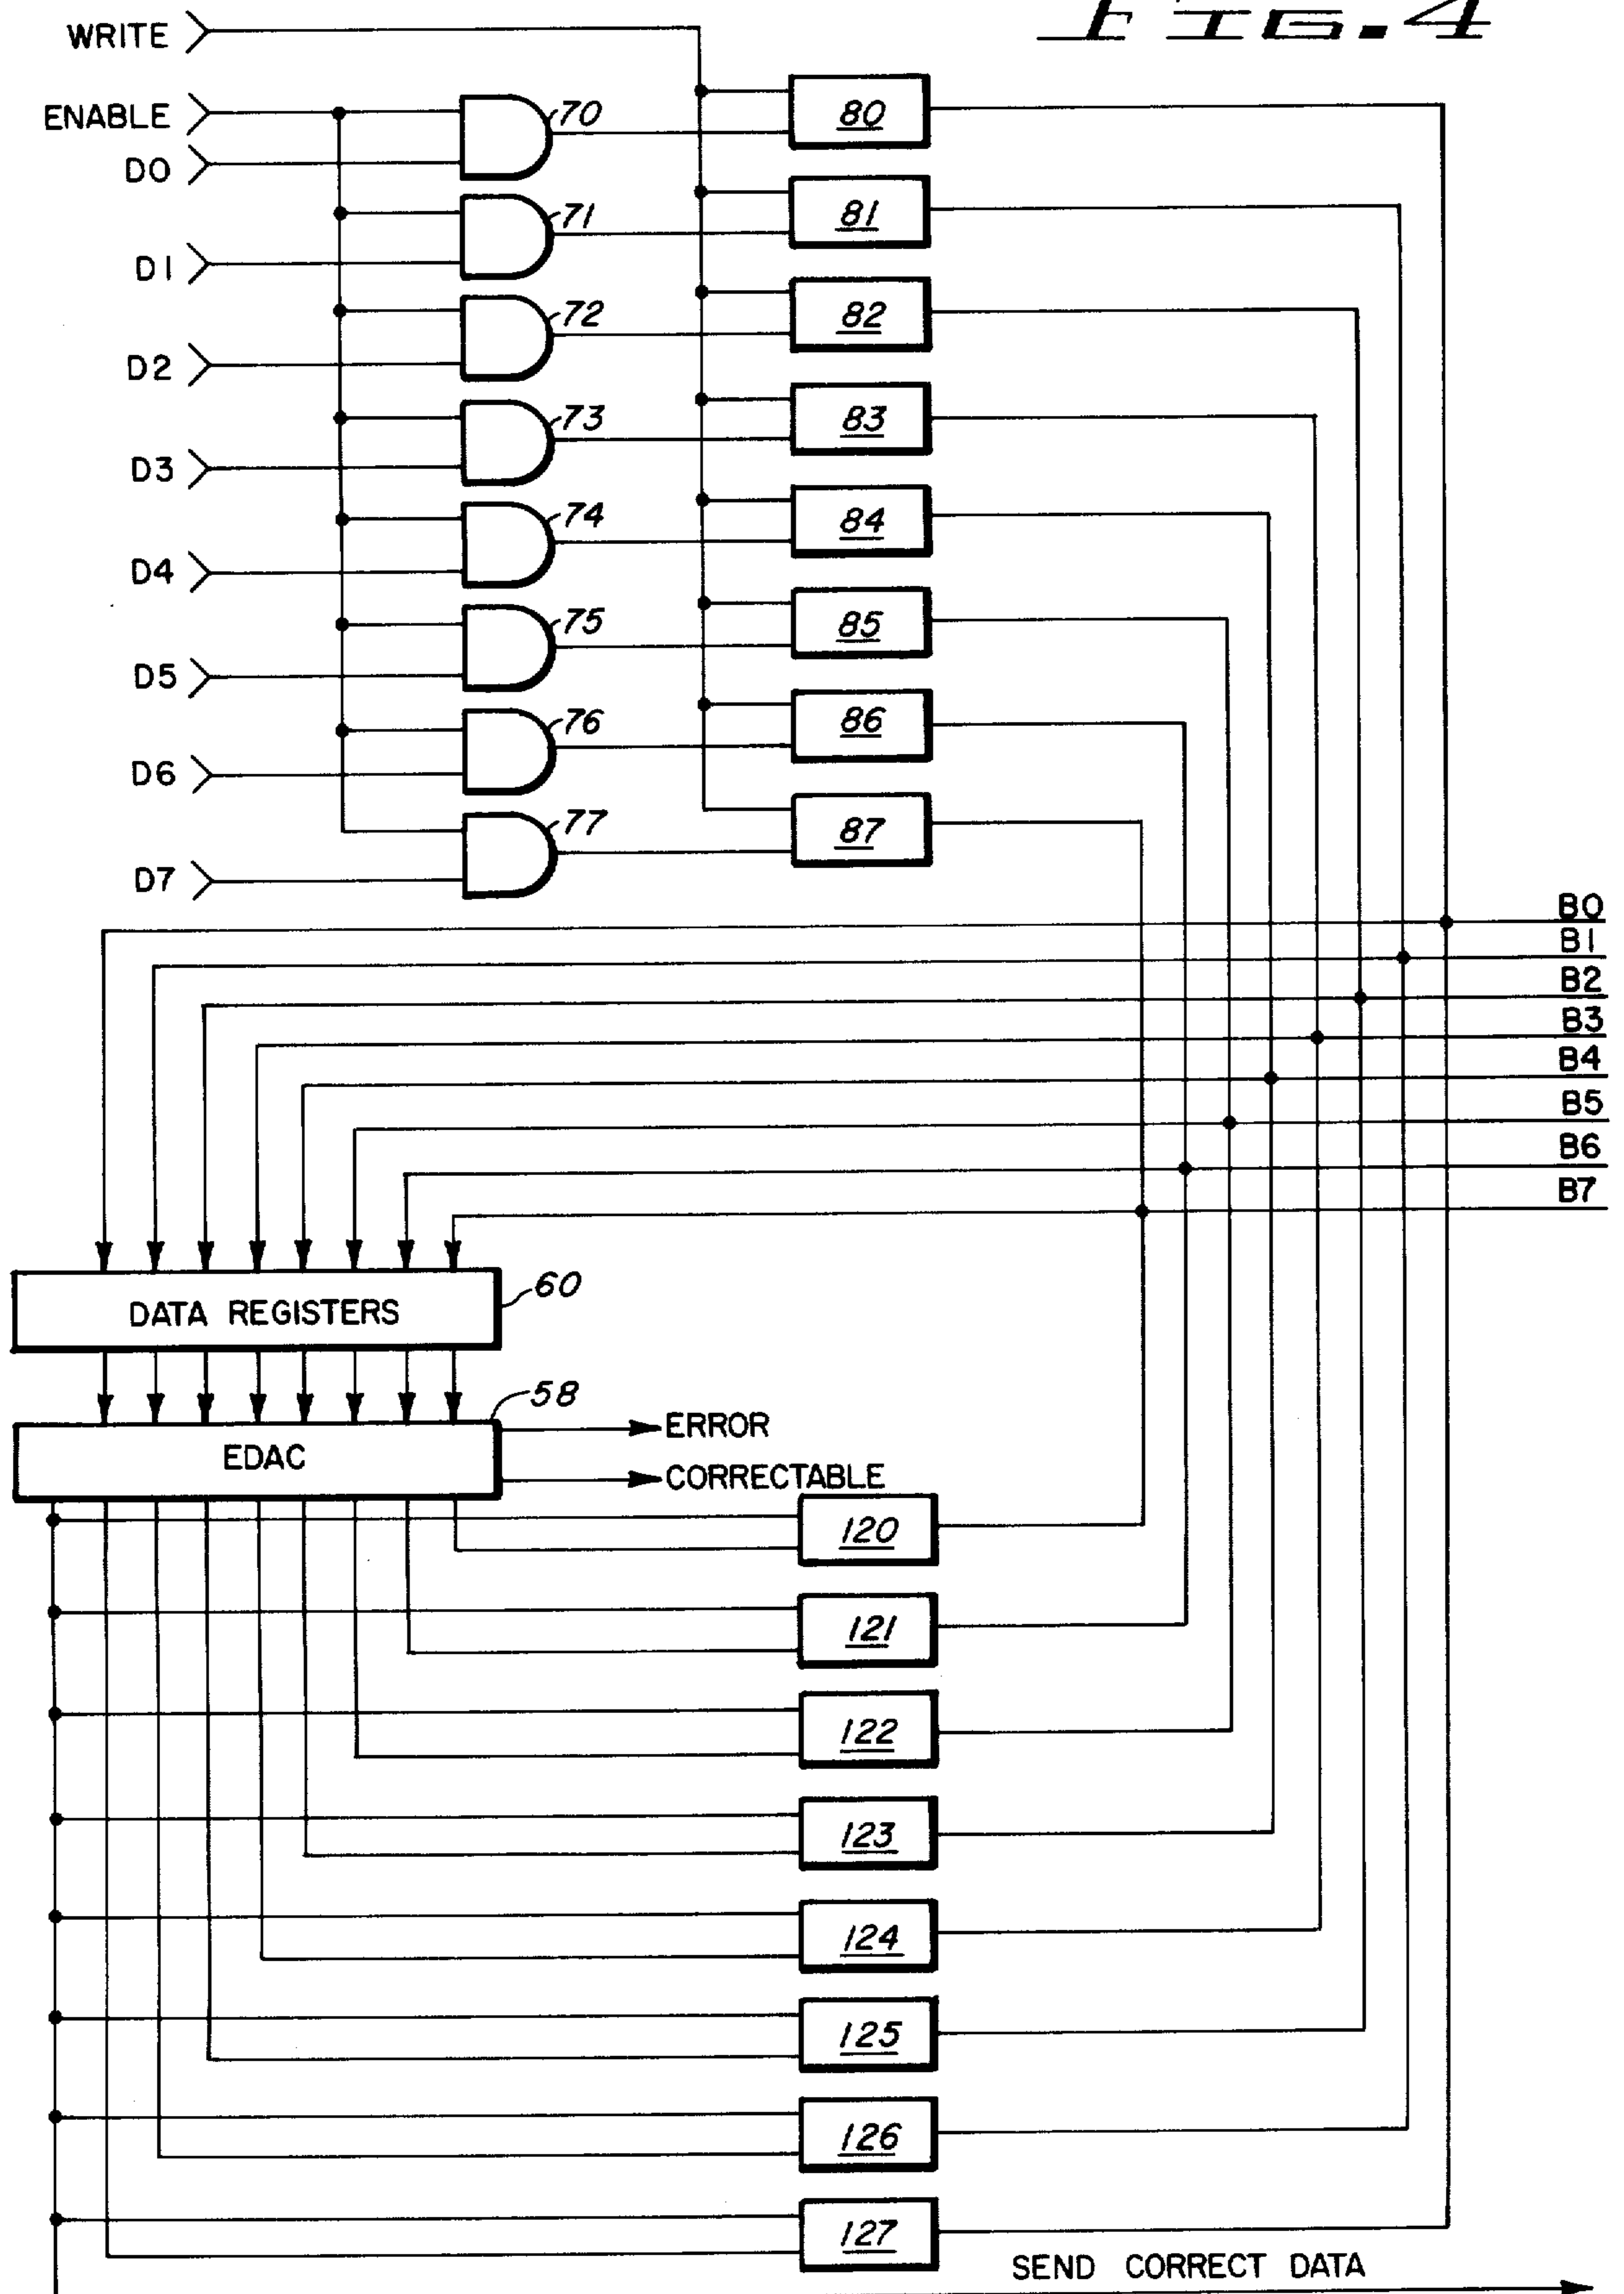 FIG. 4
WRITE
ENABLE
D0
70
80
D1
71
81
D2
72
82
D3
73
83
D4
74
84
D5
75
85
D6
76
86
D7
77
87
B0
B1
B2
B3
B4
B5
B6
B7
DATA REGISTERS
60
EDAC
58
ERROR
CORRECTABLE
120
121
122
123
124
125
126
127
SEND CORRECT DATA